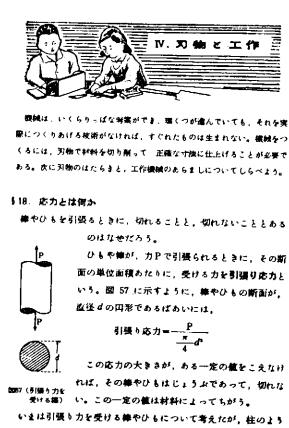 Ⅳ. 刃物と工作
機械は、いくらりっぱな考案ができ、理くつが進んでいても、それを実
際につくりあげる技術がなければ、すぐれたものは生まれない。機械をつ
くるには、刃物で材料を切り削って 正確な寸法に仕上げることが必要で
ある。次に刃物のはたらきと、工作機械のあらましについてしらべよう。
§18. 応力とは何か
棒やひもを引張るときに、切れることと、切れないこととある
のはなぜだろう。
ひもや棒が、力Pで引張られるときに、その断
面の単位面積あたりに、受ける力を引張り応力と
いう。図 57 に示すように、棒やひもの断面が、
直径 d の円形であるばあいには、
引張り応力= P / (π/4 d²)
この応力の大きさが、ある一定の値をこえなけ
れば、その棒やひもはじょうぶであって、切れな
い。この一定の値は材料によってちがう。
いまは引張り力を受ける棒やひもについて考えたが、柱のよう
P
P
d
図57 (引張り力を
受ける棒)